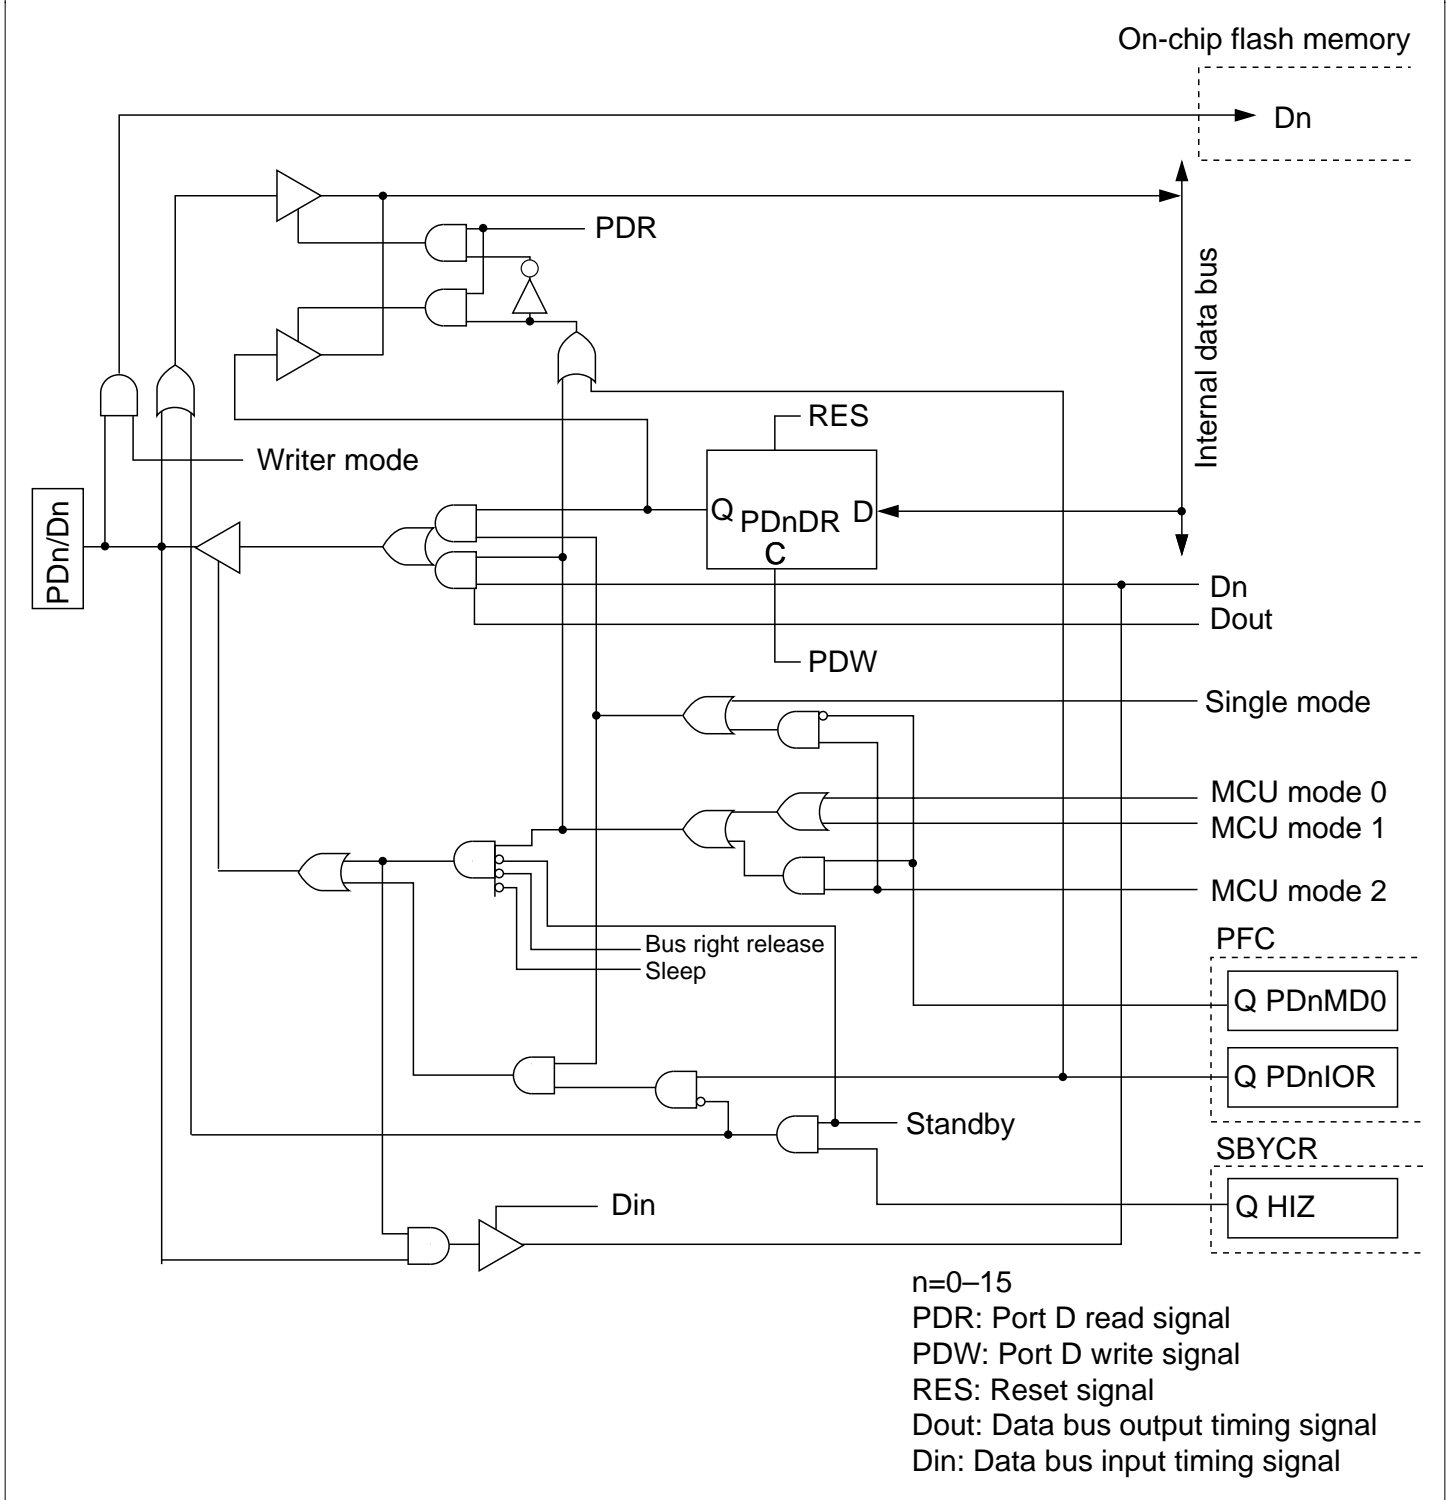 On-chip flash memory
Dn
PDR
Internal data bus
RES
Writer mode
PDn/Dn
Q PDnDR D
C
Dn
Dout
PDW
Single mode
MCU mode 0
MCU mode 1
MCU mode 2
PFC
Bus right release
Sleep
Q PDnMD0
Q PDnIOR
Standby
SBYCR
Din
Q HIZ
n=0–15
PDR: Port D read signal
PDW: Port D write signal
RES: Reset signal
Dout: Data bus output timing signal
Din: Data bus input timing signal